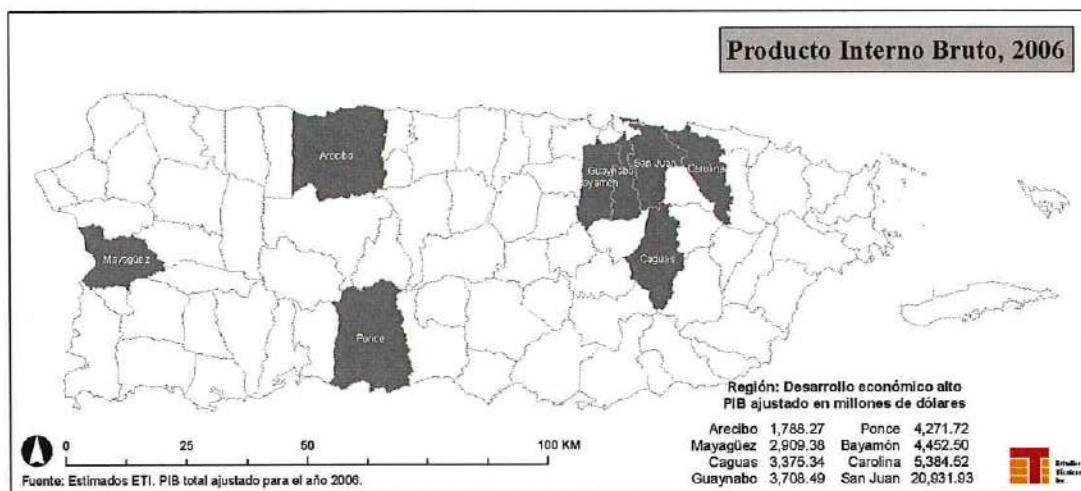 Producto Interno Bruto, 2006
Arecibo
Guaynabo
San Juan
Carolina
Bayamón
Mayagüez
Caguas
Ponce
Región: Desarrollo económico alto
PIB ajustado en millones de dólares
Arecibo 1,788.27 Ponce 4,271.72
Mayagüez 2,909.38 Bayamón 4,452.50
Caguas 3,375.34 Carolina 5,384.52
Guaynabo 3,708.49 San Juan 20,931.93
0 25 50 100 KM
Fuente: Estimados ETI. PIB total ajustado para el año 2006.
Estudios
Técnicos
Inc.